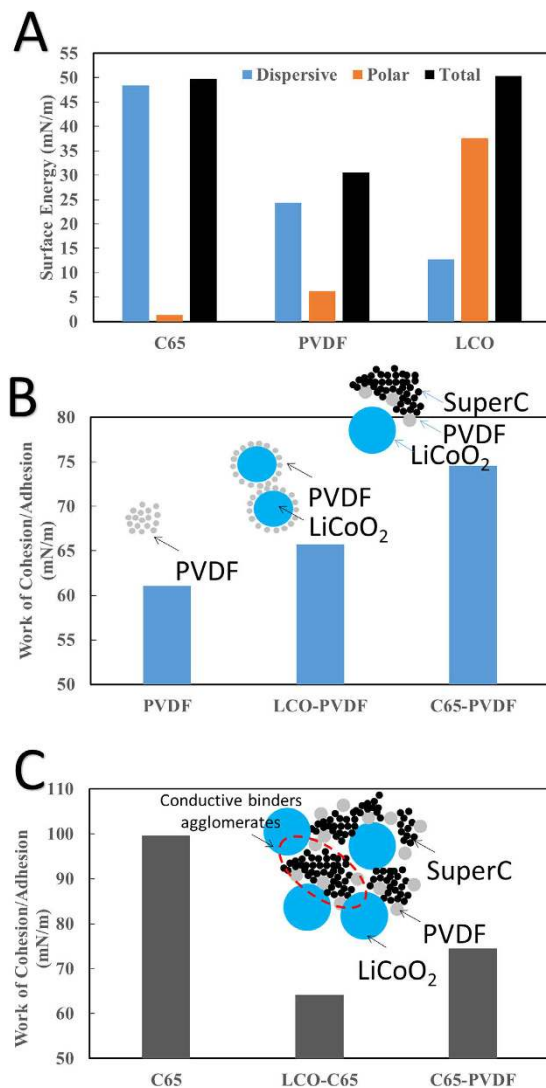 A
Surface Energy (mN/m)
55
50
45
40
35
30
25
20
15
10
5
0
Dispersive Polar Total
C65 PVDF LCO
B
Work of Cohesion/Adhesion
(mN/m)
80
75
70
65
60
55
50
SuperC
PVDF
LiCoO₂
PVDF
LiCoO₂
PVDF
PVDF LCO-PVDF C65-PVDF
C
Work of Cohesion/Adhesion
(mN/m)
110
100
90
80
70
60
50
Conductive binders
agglomerates
SuperC
PVDF
LiCoO₂
C65 LCO-C65 C65-PVDF